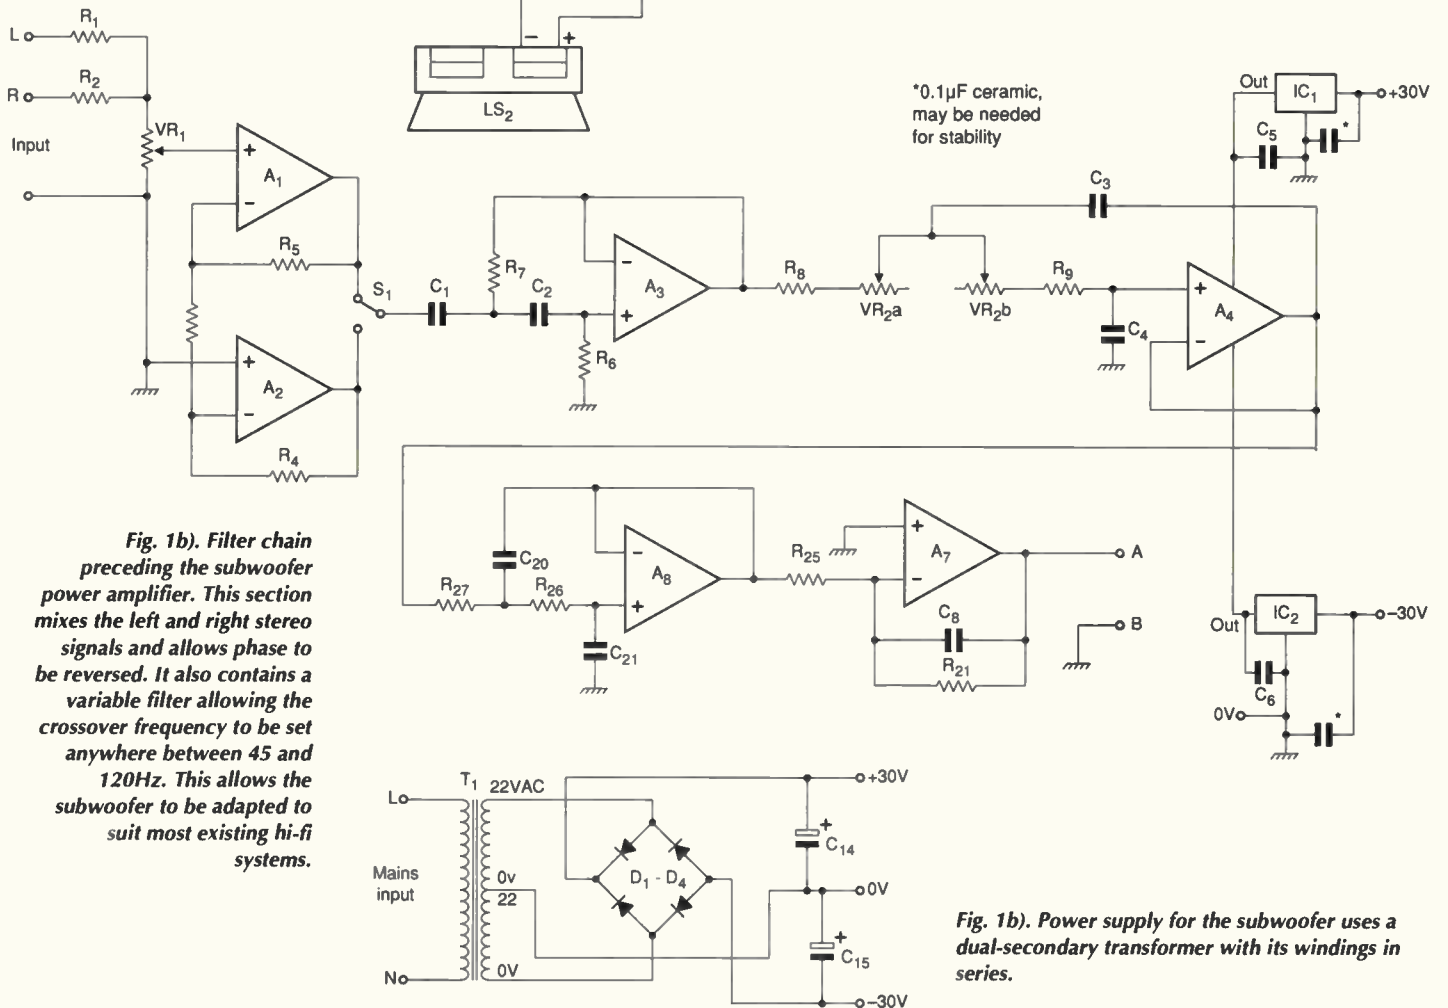 R1
L
R2
R
VR1
Input
+
A1
−
R5
+
A2
−
R4
S1
− +
LS2
C1
R7
C2
−
A3
+
R6
R8
VR2a
VR2b
C3
R9
C4
+
A4
−
*0.1µF ceramic,
may be needed
for stability
Out
IC1
+30V
C5
*
R27
C20
R26
C21
−
A8
+
R25
+
A7
−
C8
R21
A
B
Out
IC2
−30V
C6
0V
*
Fig. 1b). Filter chain
preceding the subwoofer
power amplifier. This section
mixes the left and right stereo
signals and allows phase to
be reversed. It also contains a
variable filter allowing the
crossover frequency to be set
anywhere between 45 and
120Hz. This allows the
subwoofer to be adapted to
suit most existing hi-fi
systems.
T1
22VAC
L
Mains
input
N
0v
22
0V
D1 - D4
+30V
+
C14
0V
+
C15
−30V
Fig. 1b). Power supply for the subwoofer uses a
dual-secondary transformer with its windings in
series.